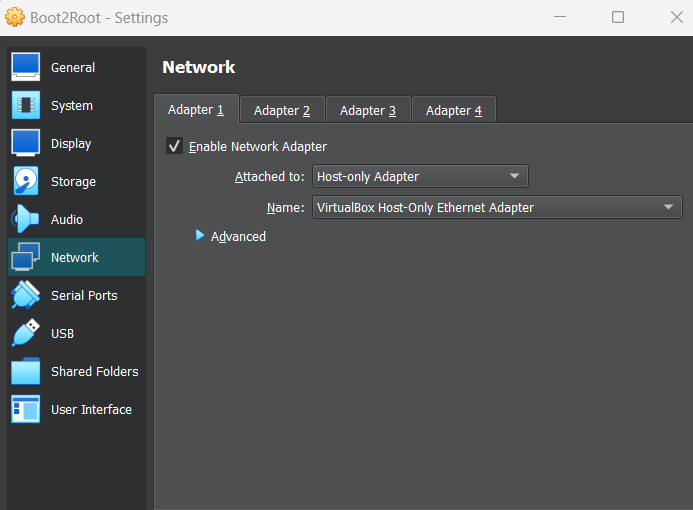 Boot2Root - Settings
General
System
Display
Storage
Audio
Network
Serial Ports
USB
Shared Folders
User Interface
Network
Adapter 1 Adapter 2 Adapter 3 Adapter 4
Enable Network Adapter
Attached to: Host-only Adapter
Name: VirtualBox Host-Only Ethernet Adapter
Advanced